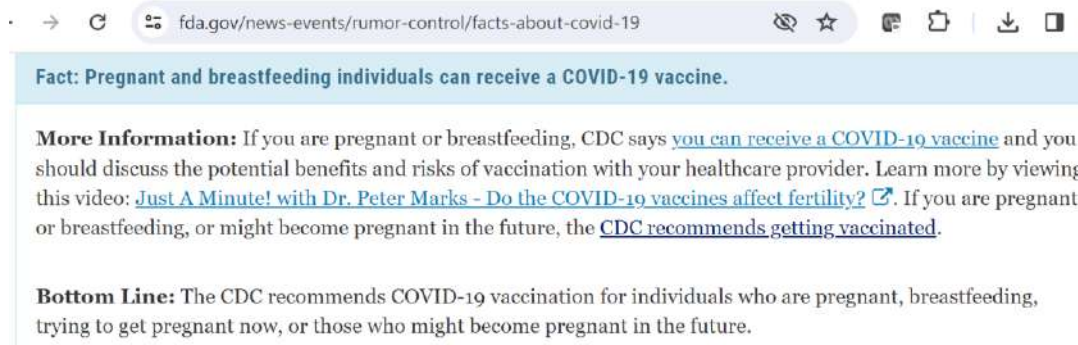 fda.gov/news-events/rumor-control/facts-about-covid-19
Fact: Pregnant and breastfeeding individuals can receive a COVID-19 vaccine.
More Information: If you are pregnant or breastfeeding, CDC says you can receive a COVID-19 vaccine and you
should discuss the potential benefits and risks of vaccination with your healthcare provider. Learn more by viewing
this video: Just A Minute! with Dr. Peter Marks - Do the COVID-19 vaccines affect fertility? . If you are pregnant
or breastfeeding, or might become pregnant in the future, the CDC recommends getting vaccinated.
Bottom Line: The CDC recommends COVID-19 vaccination for individuals who are pregnant, breastfeeding,
trying to get pregnant now, or those who might become pregnant in the future.